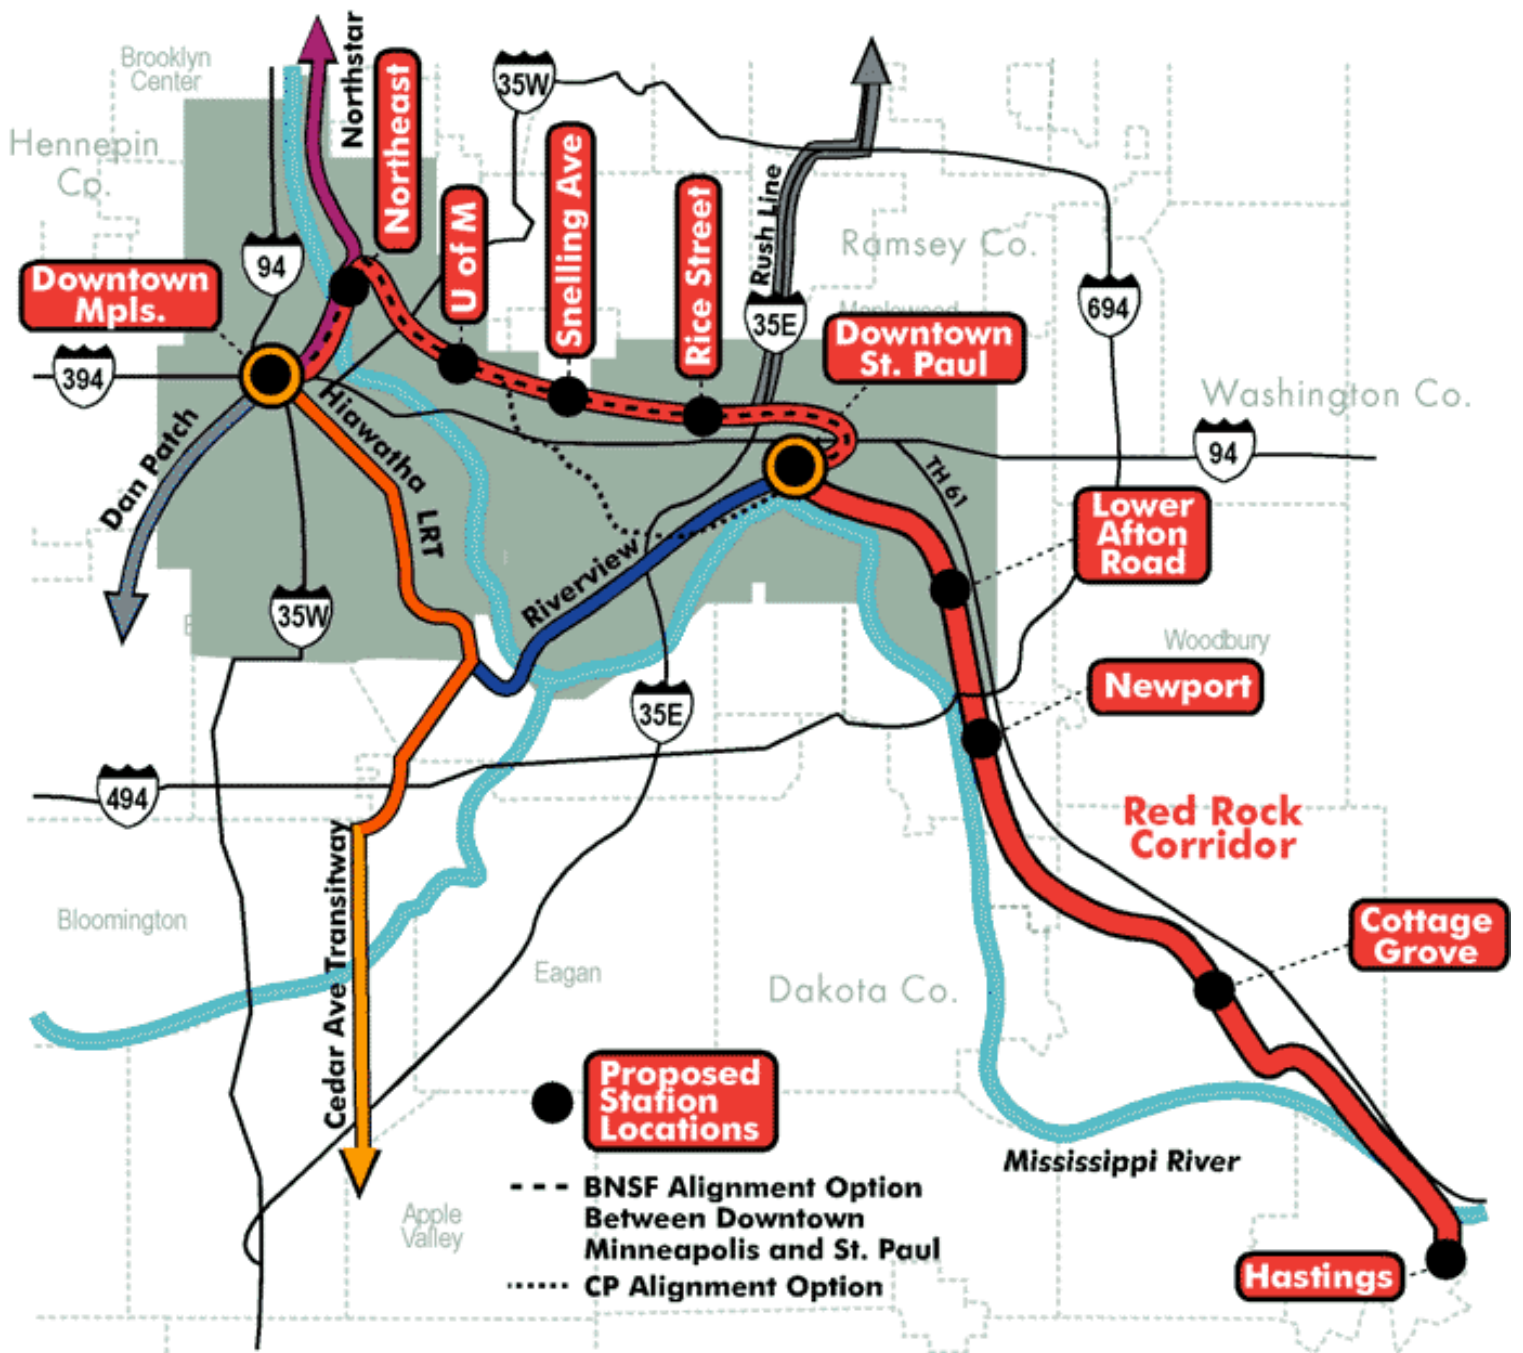 Brooklyn
Center
Northstar
Northeast
35W
Hennepin
Co.
94
U of M
Snelling Ave
Rice Street
Rush Line
Ramsey Co.
Downtown
Mpls.
35E
694
Maplewood
Downtown
St. Paul
394
Hiawatha
LRT
Washington Co.
94
Dan Patch
TH 61
Lower
Afton
Road
Riverview
35W
Woodbury
Newport
35E
494
Red Rock
Corridor
Cedar Ave Transitway
Bloomington
Eagan
Dakota Co.
Cottage
Grove
Proposed
Station
Locations
Mississippi River
BNSF Alignment Option
Between Downtown
Minneapolis and St. Paul
CP Alignment Option
Apple
Valley
Hastings